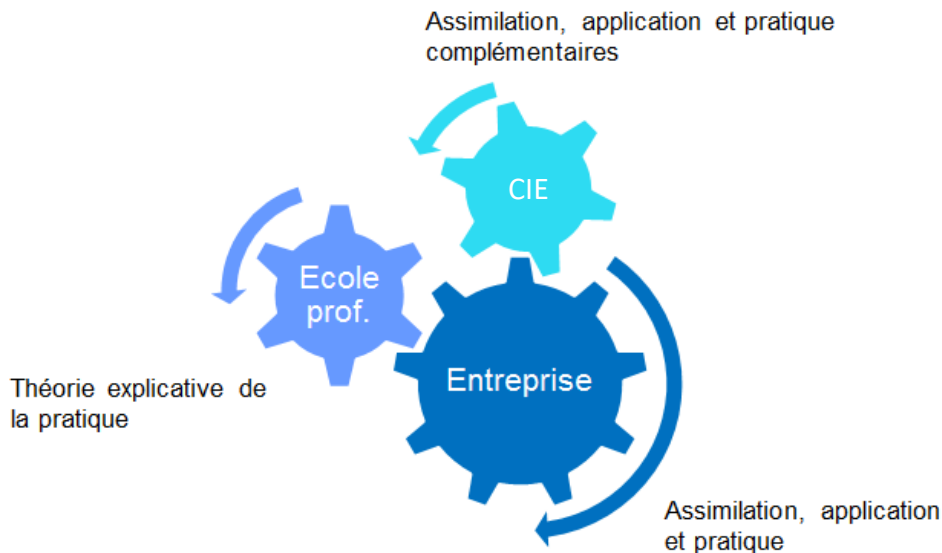 Assimilation, application et pratique
complémentaires
CIE
Ecole
prof.
Entreprise
Théorie explicative de
la pratique
Assimilation, application
et pratique